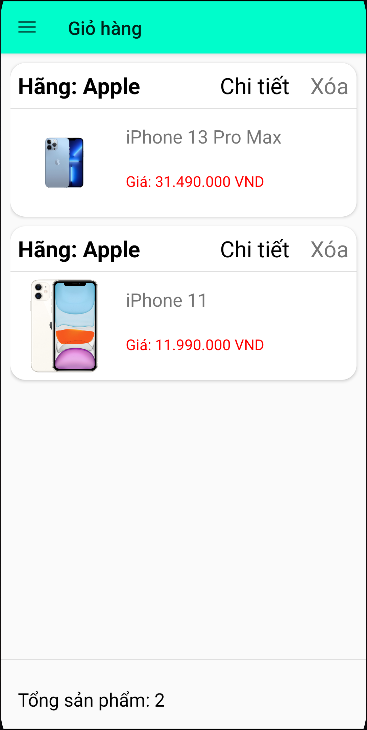 Giỏ hàng
Hãng: Apple Chi tiết Xóa
iPhone 13 Pro Max
Giá: 31.490.000 VND
Hãng: Apple Chi tiết Xóa
iPhone 11
Giá: 11.990.000 VND
Tổng sản phẩm: 2